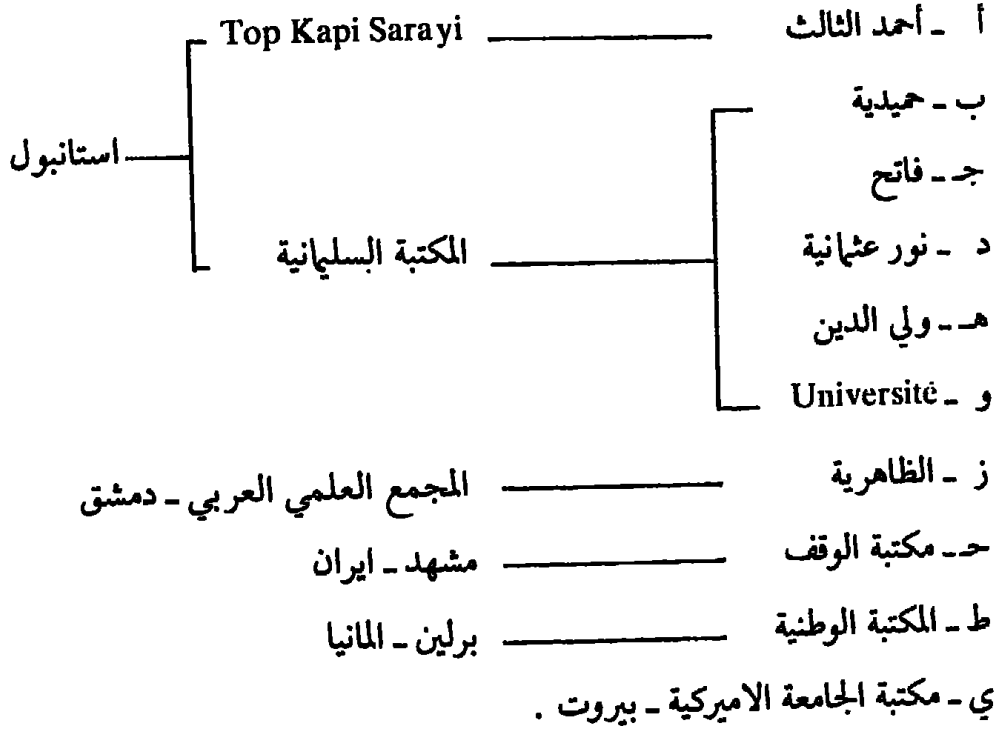 أ - أحمد الثالث Top Kapi Sarayi
ب - حميدية
استانبول
جـ - فاتح
د - نور عثمانية المكتبة السليمانية
هـ - ولي الدين
و - Université
ز - الظاهرية المجمع العلمي العربي - دمشق
حـ - مكتبة الوقف مشهد - ايران
ط - المكتبة الوطنية برلين - المانيا
ي - مكتبة الجامعة الاميركية - بيروت .